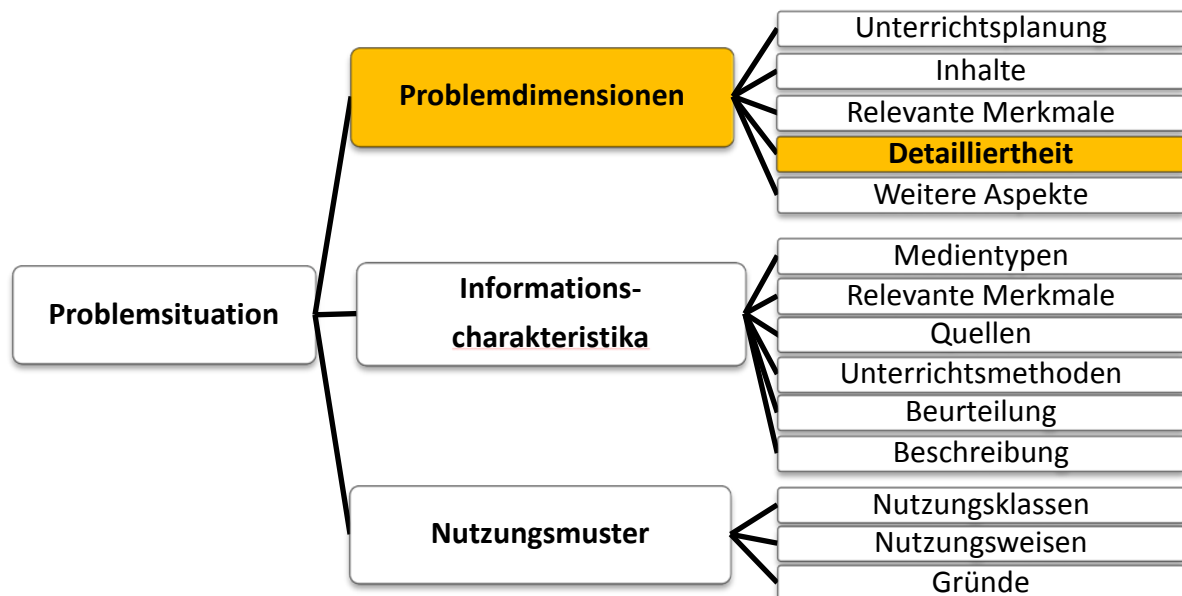 Problemsituation
Problemdimensionen
Unterrichtsplanung
Inhalte
Relevante Merkmale
Detailliertheit
Weitere Aspekte
Informations-
charakteristika
Medientypen
Relevante Merkmale
Quellen
Unterrichtsmethoden
Beurteilung
Beschreibung
Nutzungsmuster
Nutzungsklassen
Nutzungsweisen
Gründe